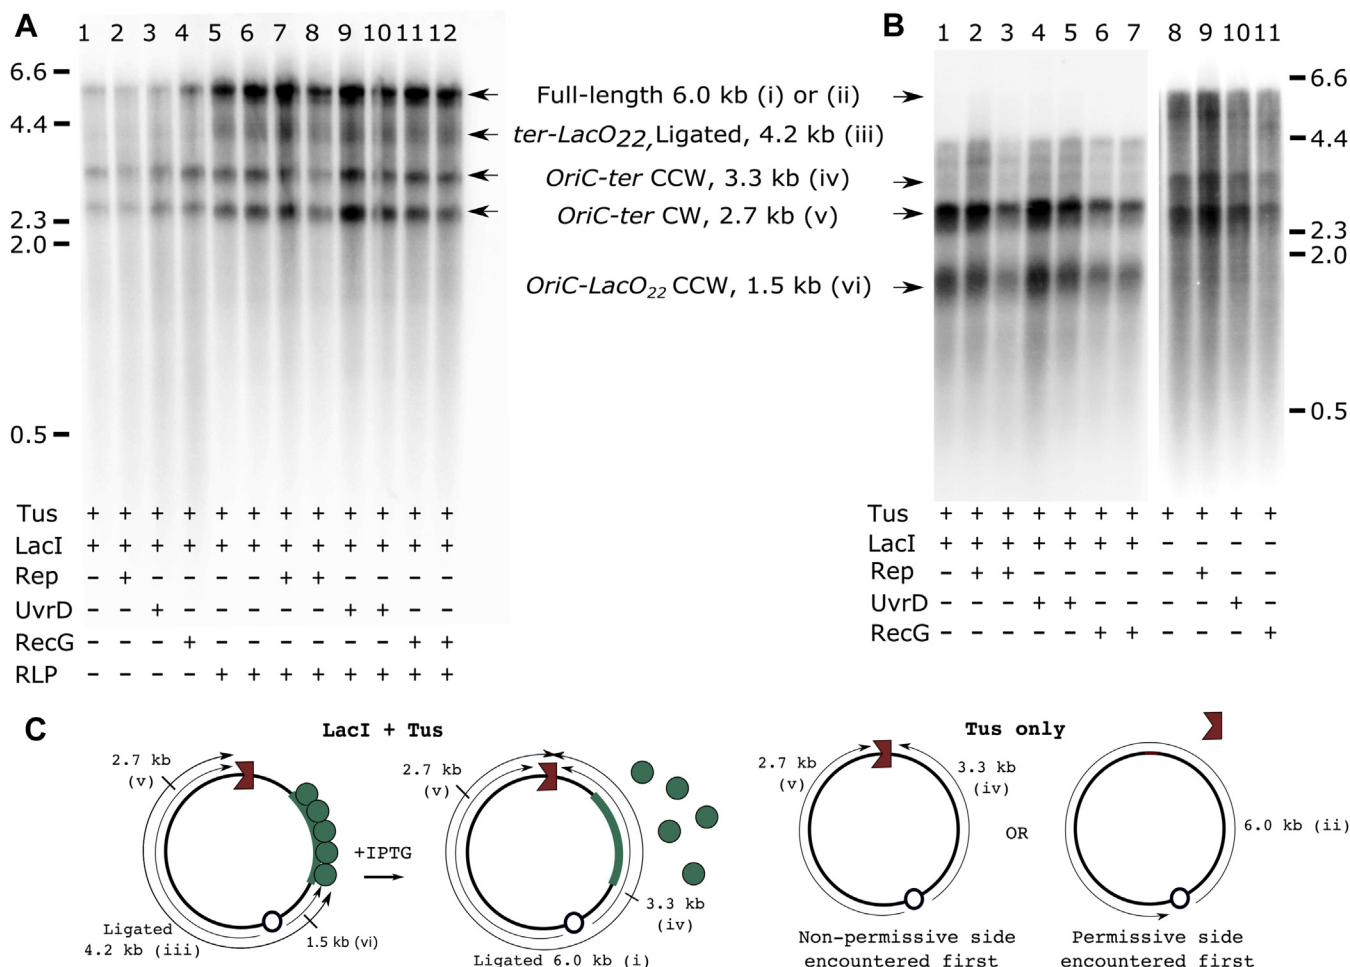 A
1 2 3 4 5 6 7 8 9 10 11 12
6.6
4.4
2.3
2.0
0.5
Full-length 6.0 kb (i) or (ii)
ter-LacO22,Ligated, 4.2 kb (iii)
OriC-ter CCW, 3.3 kb (iv)
OriC-ter CW, 2.7 kb (v)
OriC-LacO22 CCW, 1.5 kb (vi)
Tus + + + + + + + + + + + +
LacI + + + + + + + + + + + +
Rep – + – – – – + + – – – –
UvrD – – + – – – – – + + – –
RecG – – – + – – – – – – + +
RLP – – – – + + + + + + + +
B
1 2 3 4 5 6 7 8 9 10 11
6.6
4.4
2.3
2.0
0.5
Tus + + + + + + + + + + +
LacI + + + + + + + – – – –
Rep – + + – – – – – + – –
UvrD – – – + + – – – – + –
RecG – – – – – + + – – – +
C
LacI + Tus
2.7 kb
(v)
Ligated
4.2 kb (iii)
1.5 kb (vi)
+IPTG
2.7 kb
(v)
3.3 kb
(iv)
Ligated 6.0 kb (i)
Tus only
2.7 kb
(v)
3.3 kb
(iv)
Non-permissive side
encountered first
OR
6.0 kb (ii)
Permissive side
encountered first